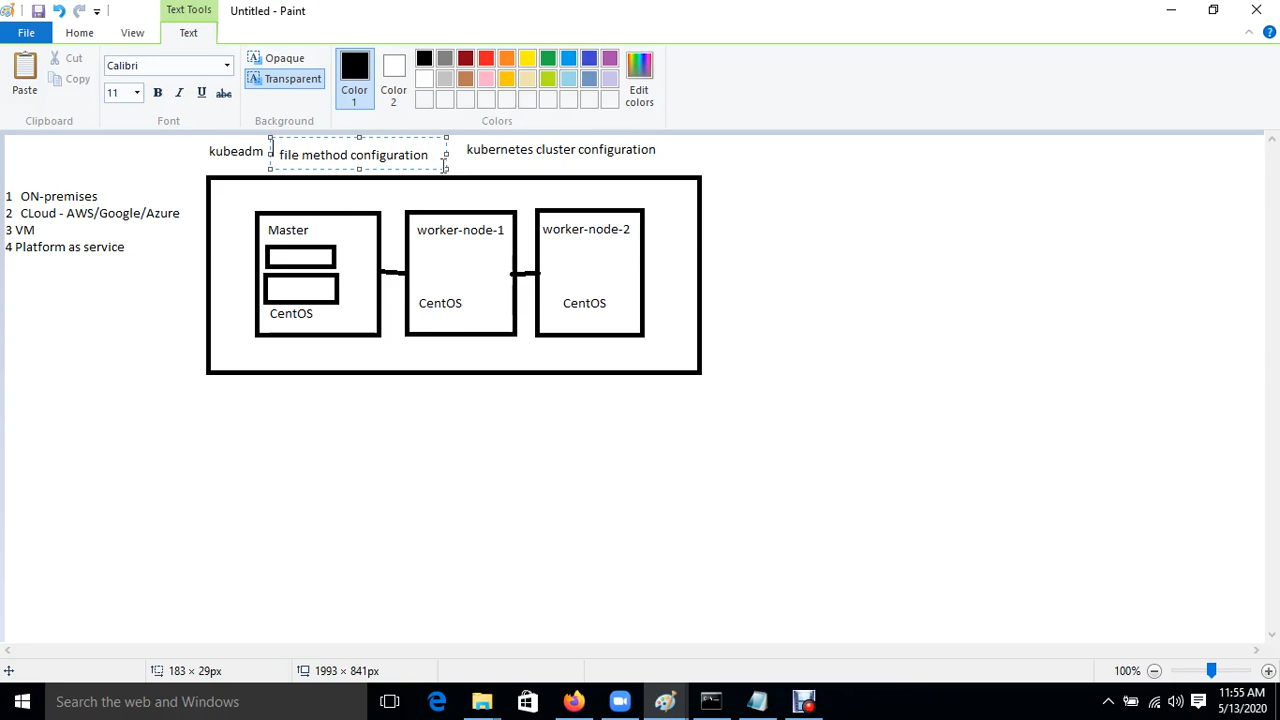 Text Tools
Untitled - Paint
File
Home
View
Text
Paste
Cut
Copy
Clipboard
Calibri
11
B I U abc
Font
Opaque
Transparent
Background
Color 1
Color 2
Edit colors
Colors
kubeadm
file method configuration
kubernetes cluster configuration
1 ON-premises
2 CLoud - AWS/Google/Azure
3 VM
4 Platform as service
Master
CentOS
worker-node-1
CentOS
worker-node-2
CentOS
183 × 29px
1993 × 841px
100%
Search the web and Windows
11:55 AM
5/13/2020